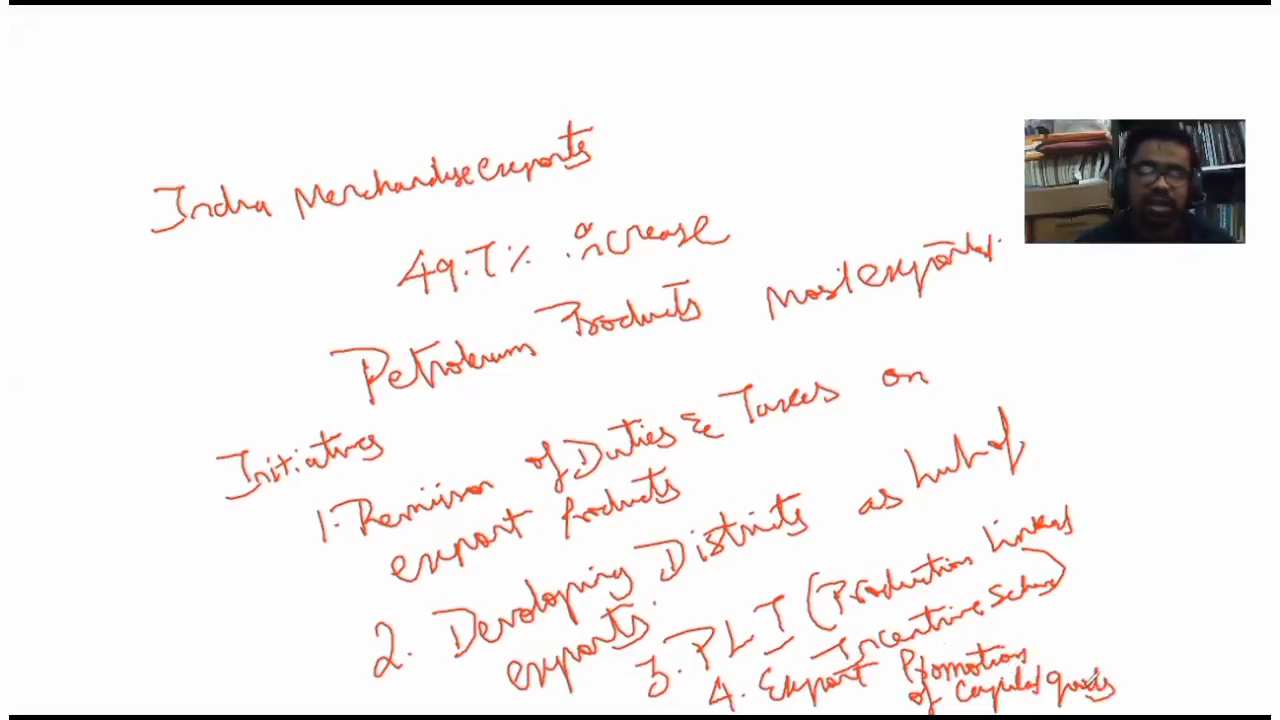 India Merchandise exports
49.7% increase
Petroleum Products Most exported.
Initiatives
1. Remission of Duties & Taxes on
export products
2. Developing Districts as hub of
exports.
3. PLI (Production Linked
Incentive Scheme)
4. Export Promotion
of Capital goods